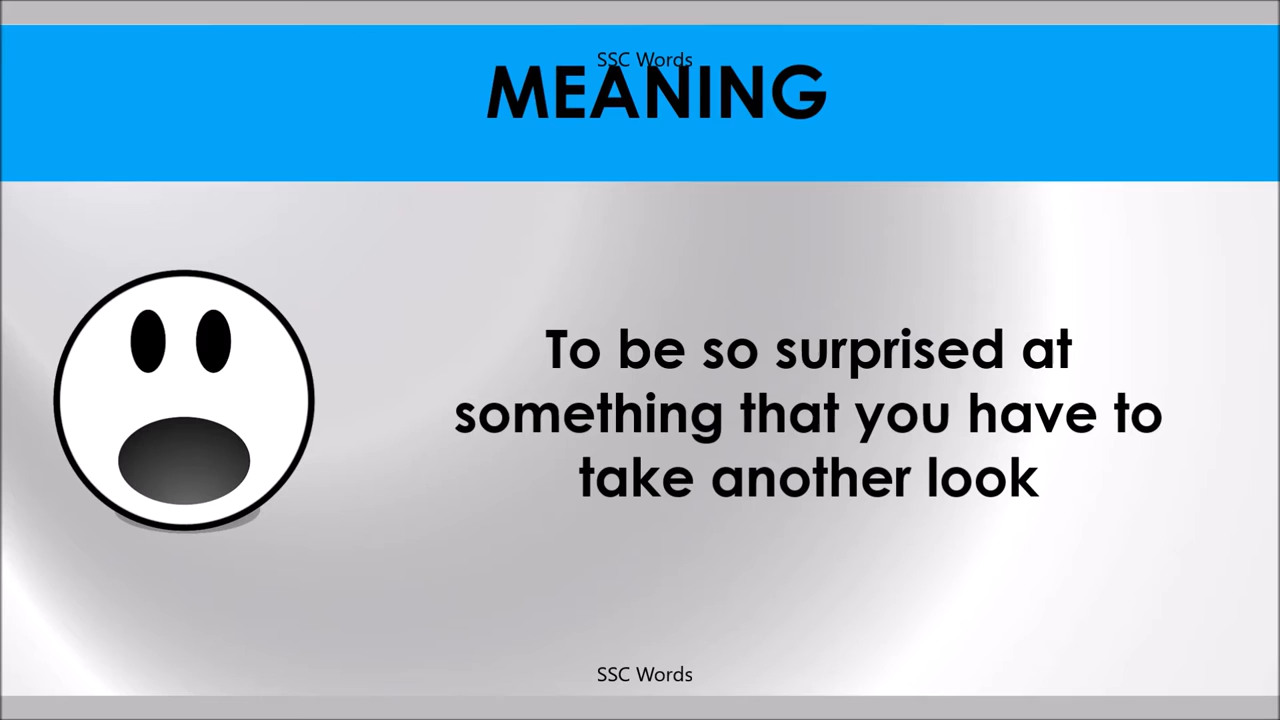 SSC Words
MEANING
To be so surprised at
something that you have to
take another look
SSC Words